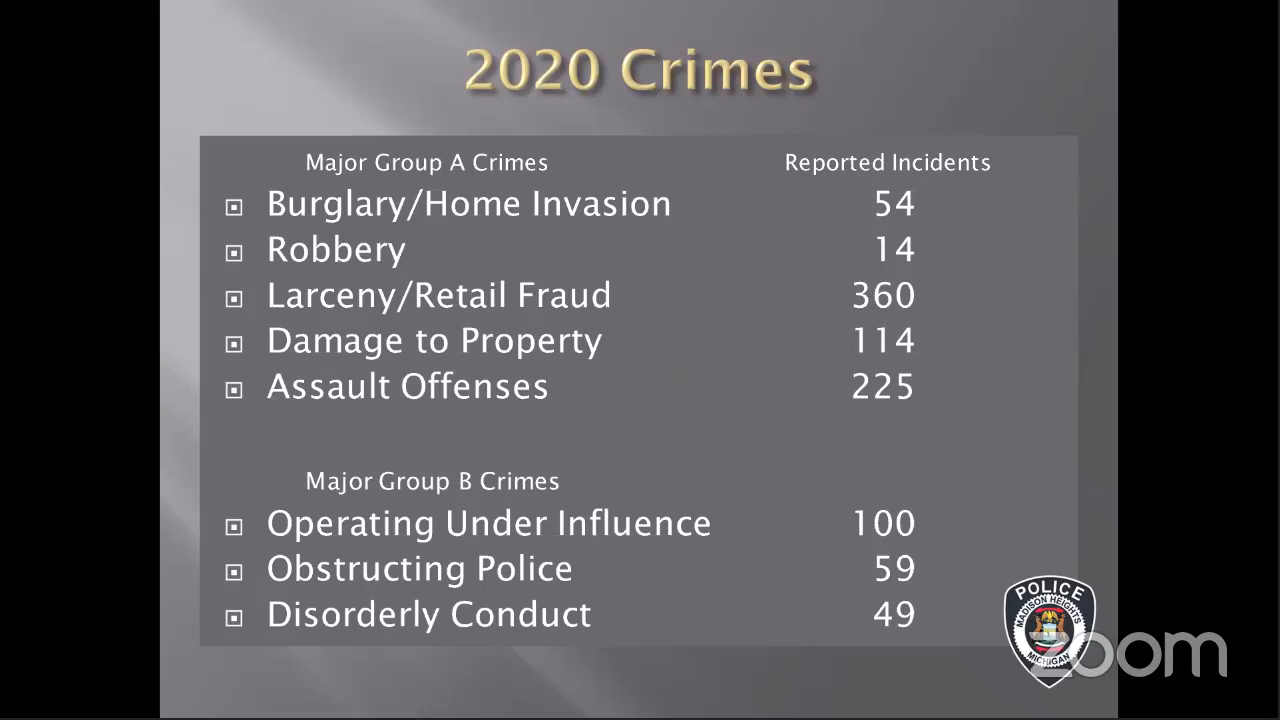 2020 Crimes
Major Group A Crimes Reported Incidents
Burglary/Home Invasion 54
Robbery 14
Larceny/Retail Fraud 360
Damage to Property 114
Assault Offenses 225
Major Group B Crimes
Operating Under Influence 100
Obstructing Police 59
Disorderly Conduct 49
POLICE
MADISON HEIGHTS
MICHIGAN
zoom